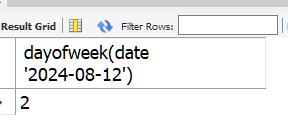 Result Grid Filter Rows:
dayofweek(date
'2024-08-12')
2